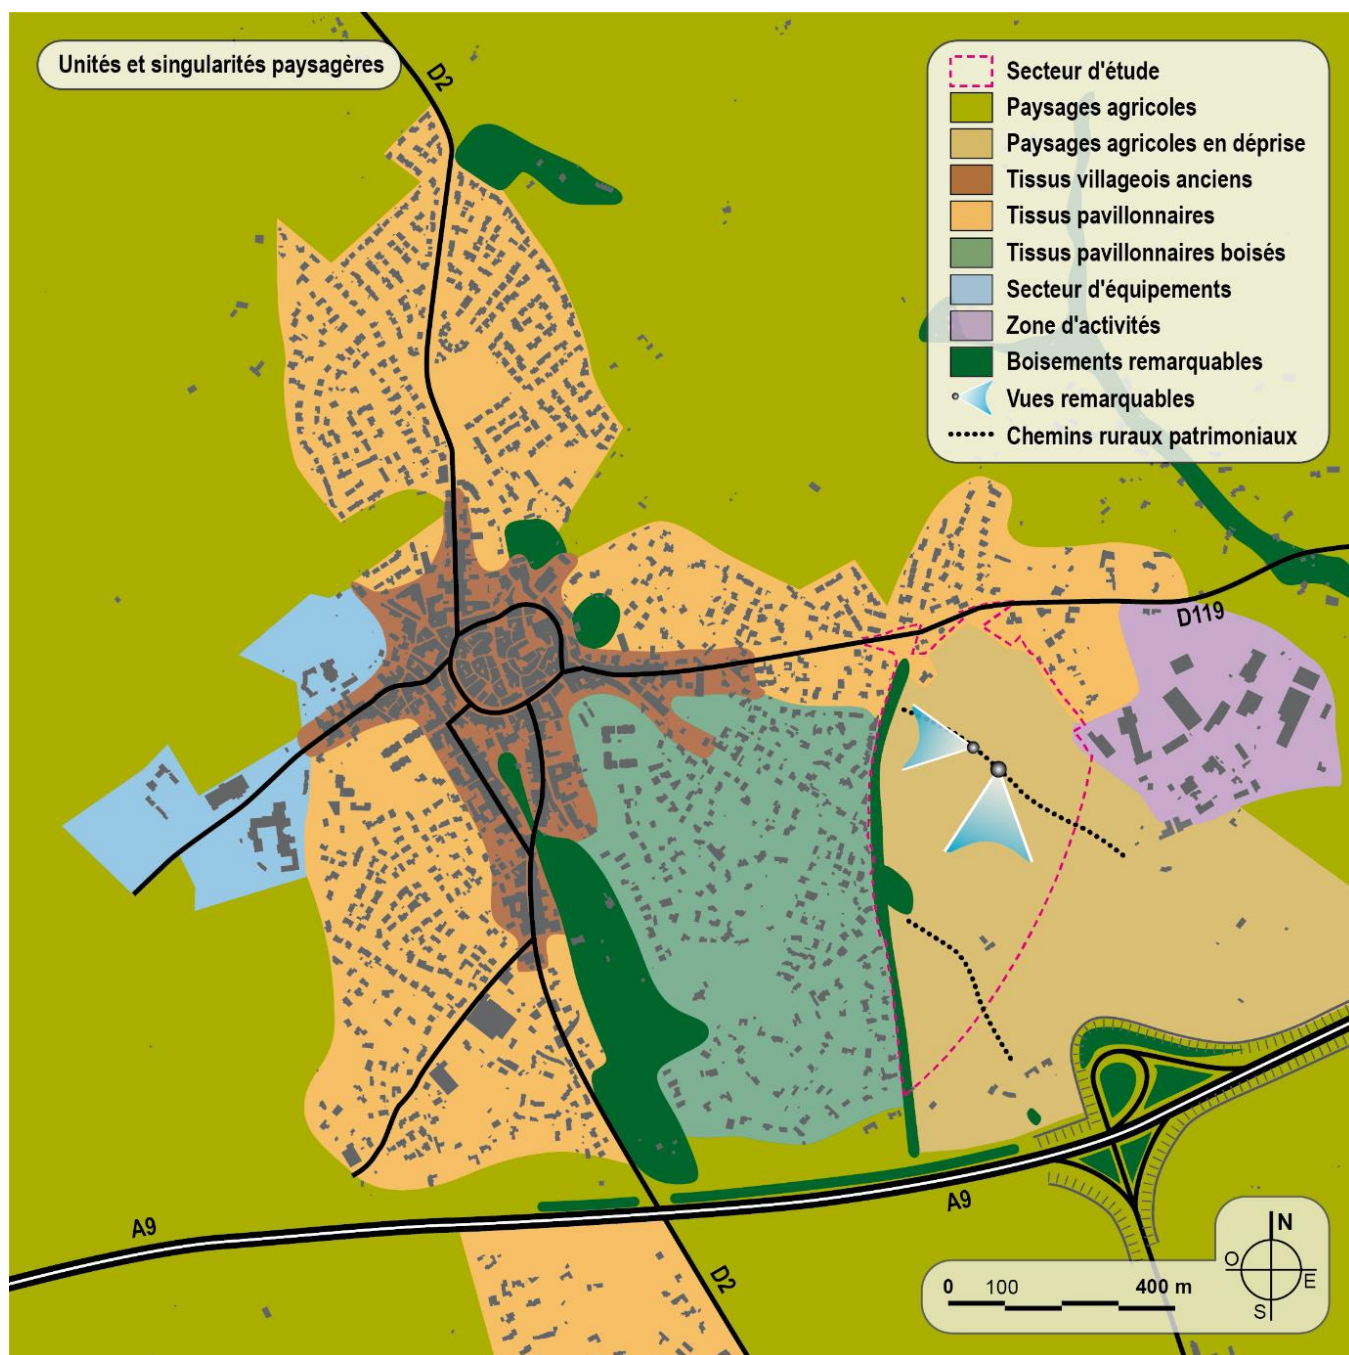 Unités et singularités paysagères
D2
Secteur d'étude
Paysages agricoles
Paysages agricoles en déprise
Tissus villageois anciens
Tissus pavillonnaires
Tissus pavillonnaires boisés
Secteur d'équipements
Zone d'activités
Boisements remarquables
Vues remarquables
Chemins ruraux patrimoniaux
D119
A9
A9
D2
N
O
E
S
0 100 400 m